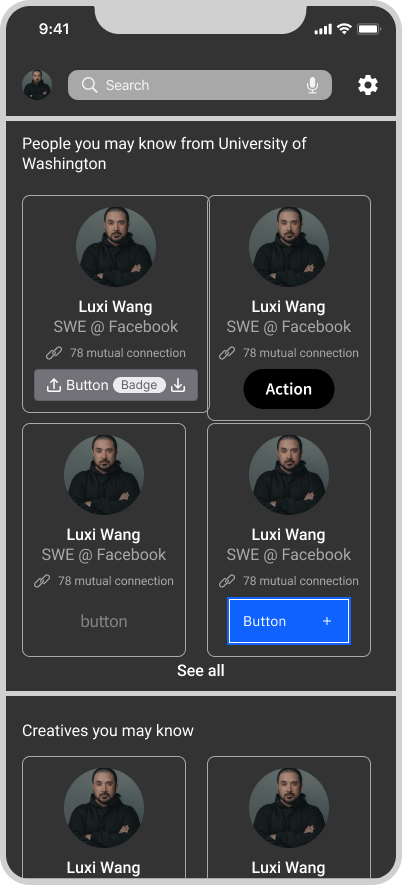 9:41
Search
People you may know from University of
Washington
Luxi Wang
SWE @ Facebook
78 mutual connection
Button Badge
Luxi Wang
SWE @ Facebook
78 mutual connection
Action
Luxi Wang
SWE @ Facebook
78 mutual connection
button
Luxi Wang
SWE @ Facebook
78 mutual connection
Button +
See all
Creatives you may know
Luxi Wang
Luxi Wang